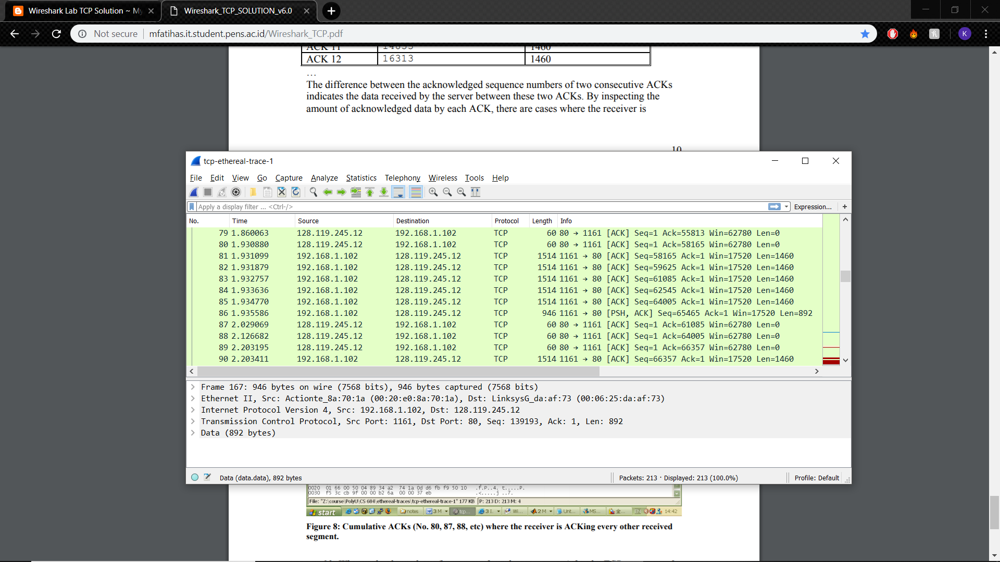 Wireshark Lab TCP Solution ~ My
Wireshark_TCP_SOLUTION_v6.0
Not secure
mfatihas.it.student.pens.ac.id/Wireshark_TCP.pdf
K
ACK 11 14853 1460
ACK 12 16313 1460
…
The difference between the acknowledged sequence numbers of two consecutive ACKs
indicates the data received by the server between these two ACKs. By inspecting the
amount of acknowledged data by each ACK, there are cases where the receiver is
10
tcp-ethereal-trace-1
File Edit View Go Capture Analyze Statistics Telephony Wireless Tools Help
Apply a display filter ... <Ctrl-/>
Expression... +
No. Time Source Destination Protocol Length Info
79 1.860063 128.119.245.12 192.168.1.102 TCP 60 80 → 1161 [ACK] Seq=1 Ack=55813 Win=62780 Len=0
80 1.930880 128.119.245.12 192.168.1.102 TCP 60 80 → 1161 [ACK] Seq=1 Ack=58165 Win=62780 Len=0
81 1.931099 192.168.1.102 128.119.245.12 TCP 1514 1161 → 80 [ACK] Seq=58165 Ack=1 Win=17520 Len=1460
82 1.931879 192.168.1.102 128.119.245.12 TCP 1514 1161 → 80 [ACK] Seq=59625 Ack=1 Win=17520 Len=1460
83 1.932757 192.168.1.102 128.119.245.12 TCP 1514 1161 → 80 [ACK] Seq=61085 Ack=1 Win=17520 Len=1460
84 1.933636 192.168.1.102 128.119.245.12 TCP 1514 1161 → 80 [ACK] Seq=62545 Ack=1 Win=17520 Len=1460
85 1.934770 192.168.1.102 128.119.245.12 TCP 1514 1161 → 80 [ACK] Seq=64005 Ack=1 Win=17520 Len=1460
86 1.935586 192.168.1.102 128.119.245.12 TCP 946 1161 → 80 [PSH, ACK] Seq=65465 Ack=1 Win=17520 Len=892
87 2.029069 128.119.245.12 192.168.1.102 TCP 60 80 → 1161 [ACK] Seq=1 Ack=61085 Win=62780 Len=0
88 2.126682 128.119.245.12 192.168.1.102 TCP 60 80 → 1161 [ACK] Seq=1 Ack=64005 Win=62780 Len=0
89 2.203195 128.119.245.12 192.168.1.102 TCP 60 80 → 1161 [ACK] Seq=1 Ack=66357 Win=62780 Len=0
90 2.203411 192.168.1.102 128.119.245.12 TCP 1514 1161 → 80 [ACK] Seq=66357 Ack=1 Win=17520 Len=1460
Frame 167: 946 bytes on wire (7568 bits), 946 bytes captured (7568 bits)
Ethernet II, Src: Actionte_8a:70:1a (00:20:e0:8a:70:1a), Dst: LinksysG_da:af:73 (00:06:25:da:af:73)
Internet Protocol Version 4, Src: 192.168.1.102, Dst: 128.119.245.12
Transmission Control Protocol, Src Port: 1161, Dst Port: 80, Seq: 139193, Ack: 1, Len: 892
Data (892 bytes)
Data (data.data), 892 bytes
Packets: 213 · Displayed: 213 (100.0%)
Profile: Default
0020 01 66 00 50 04 89 34 a2 74 1a 0d d6 fb f9 50 10 .f.P..4. t.....P.
0030 f5 3c cb 9f 00 00 b2 6a 00 00 37 eb .<.....j ..7.
File: "Z:\course\PolyU\CS 684\ethereal-traces\tcp-ethereal-trace-1" 177 KB P: 213 D: 213 M: 4
start notes 3 M tcp... 3 I. Wi... 2 M Unt... MS... 金... EN 14:42
Figure 8: Cumulative ACKs (No. 80, 87, 88, etc) where the receiver is ACKing every other received
segment.